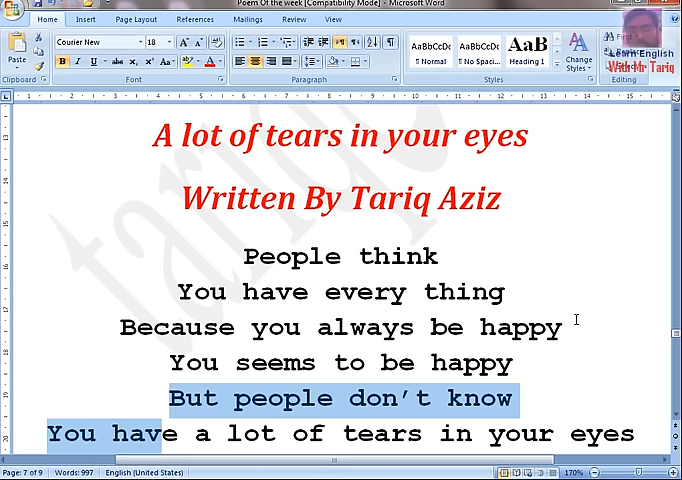 Poem Of the week [Compatibility Mode] - Microsoft Word
Home Insert Page Layout References Mailings Review View
Paste
Courier New 18
AaBbCcDc AaBbCcDc AaB
¶ Normal ¶ No Spaci... Heading 1
Change Styles
Find
Learn English
With Mr Tariq
Clipboard Font Paragraph Styles Editing
A lot of tears in your eyes
Written By Tariq Aziz
People think
You have every thing
Because you always be happy
You seems to be happy
But people don't know
You have a lot of tears in your eyes
tariq
Page: 7 of 9 Words: 997 English (United States) 170%